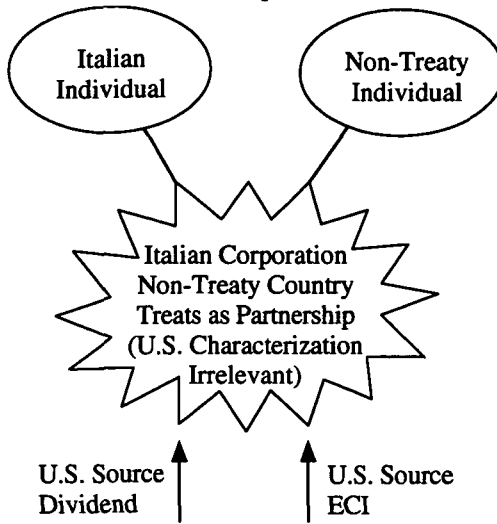 Italian
Individual
Non-Treaty
Individual
Italian Corporation
Non-Treaty Country
Treats as Partnership
(U.S. Characterization
Irrelevant)
U.S. Source
Dividend
U.S. Source
ECI